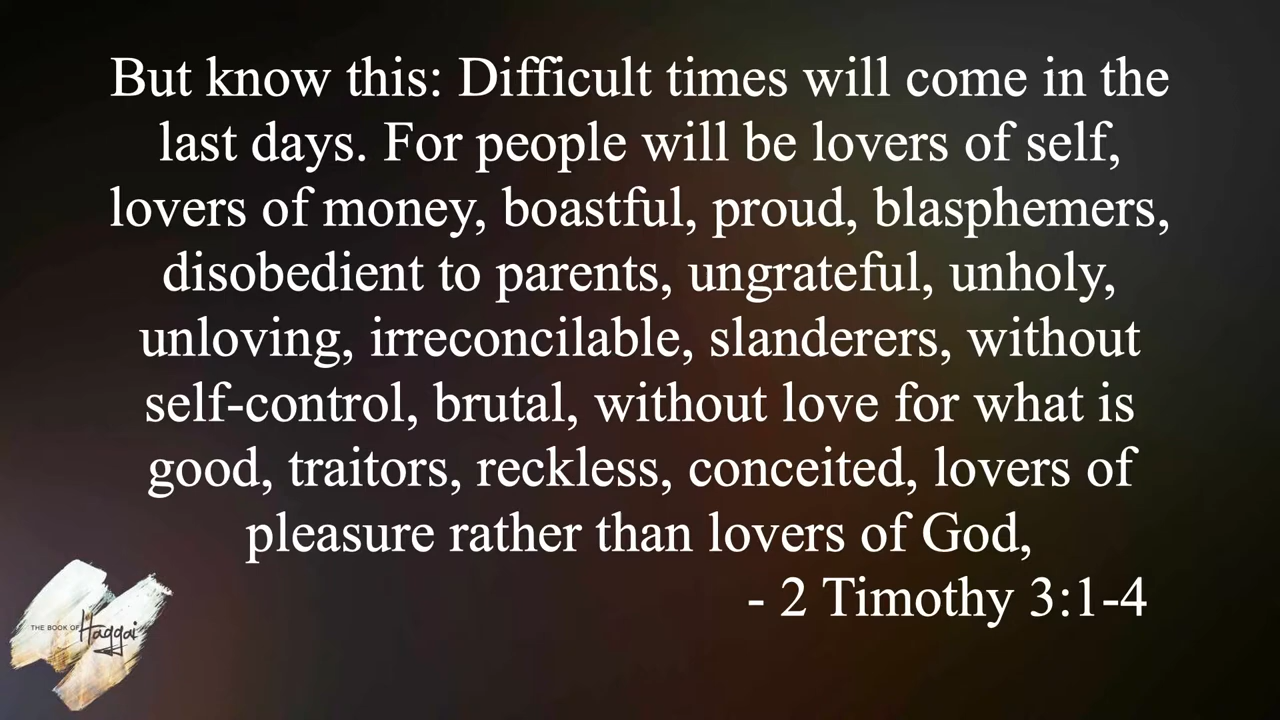 But know this: Difficult times will come in the
last days. For people will be lovers of self,
lovers of money, boastful, proud, blasphemers,
disobedient to parents, ungrateful, unholy,
unloving, irreconcilable, slanderers, without
self-control, brutal, without love for what is
good, traitors, reckless, conceited, lovers of
pleasure rather than lovers of God,
- 2 Timothy 3:1-4
THE BOOK OF Haggai